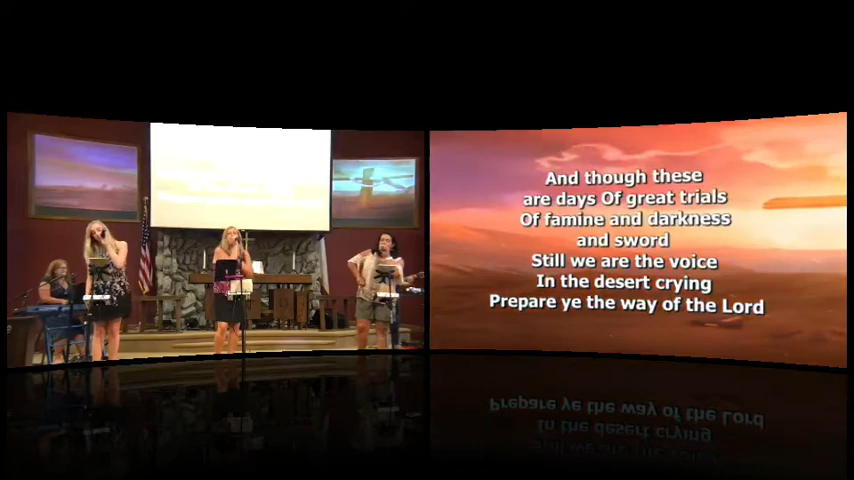 And though these
are days Of great trials
Of famine and darkness
and sword
Still we are the voice
In the desert crying
Prepare ye the way of the Lord